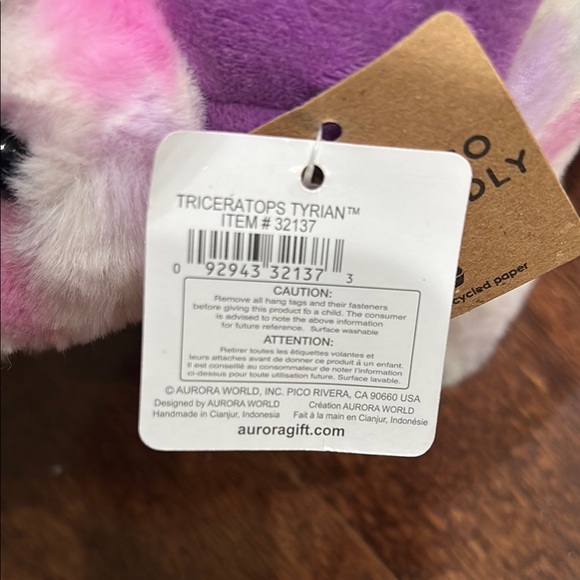 TRICERATOPS TYRIAN™
ITEM # 32137
0 92943 32137 3
CAUTION:
Remove all hang tags and their fasteners
before giving this product to a child. The consumer
is advised to note the above information
for future reference. Surface washable
ATTENTION:
Retirer toutes les étiquettes volantes et
leurs attaches avant de donner ce produit à un enfant.
Il est conseillé au consommateur de noter l'information
ci-dessus pour toute utilisation future. Surface lavable.
© AURORA WORLD, INC. PICO RIVERA, CA 90660 USA
Designed by AURORA WORLD Création AURORA WORLD
Handmade in Cianjur, Indonesia Fait à la main en Cianjur, Indonésie
auroragift.com
paper